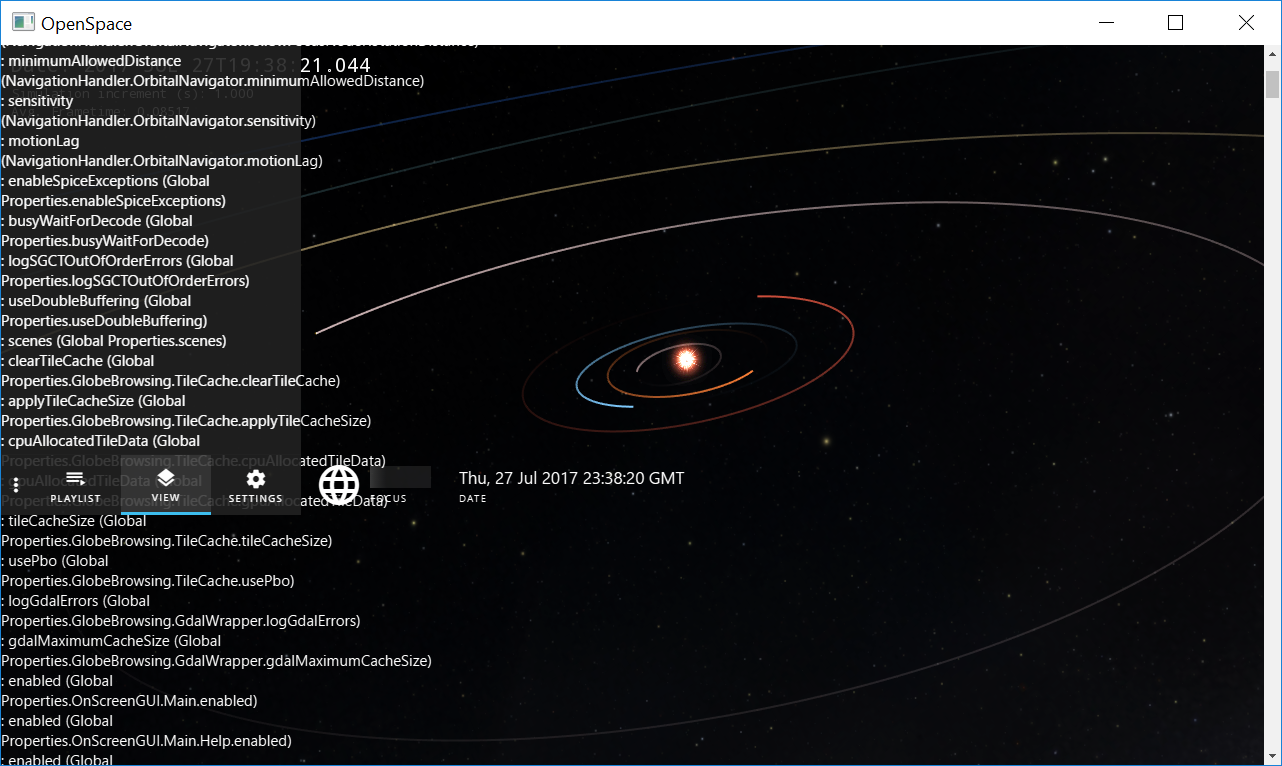 OpenSpace
21.044
: minimumAllowedDistance
(NavigationHandler.OrbitalNavigator.minimumAllowedDistance)
Simulation increment (s): 1.000
: sensitivity
(NavigationHandler.OrbitalNavigator.sensitivity)
: motionLag
(NavigationHandler.OrbitalNavigator.motionLag)
: enableSpiceExceptions (Global
Properties.enableSpiceExceptions)
: busyWaitForDecode (Global
Properties.busyWaitForDecode)
: logSGCTOutOfOrderErrors (Global
Properties.logSGCTOutOfOrderErrors)
: useDoubleBuffering (Global
Properties.useDoubleBuffering)
: scenes (Global Properties.scenes)
: clearTileCache (Global
Properties.GlobeBrowsing.TileCache.clearTileCache)
: applyTileCacheSize (Global
Properties.GlobeBrowsing.TileCache.applyTileCacheSize)
: cpuAllocatedTileData (Global
Properties.GlobeBrowsing.TileCache.cpuAllocatedTileData)
: gpuAllocatedTileData (Global
Properties.GlobeBrowsing.TileCache.gpuAllocatedTileData)
PLAYLIST
VIEW
SETTINGS
FOCUS
Thu, 27 Jul 2017 23:38:20 GMT
DATE
: tileCacheSize (Global
Properties.GlobeBrowsing.TileCache.tileCacheSize)
: usePbo (Global
Properties.GlobeBrowsing.TileCache.usePbo)
: logGdalErrors (Global
Properties.GlobeBrowsing.GdalWrapper.logGdalErrors)
: gdalMaximumCacheSize (Global
Properties.GlobeBrowsing.GdalWrapper.gdalMaximumCacheSize)
: enabled (Global
Properties.OnScreenGUI.Main.enabled)
: enabled (Global
Properties.OnScreenGUI.Main.Help.enabled)
: enabled (Global